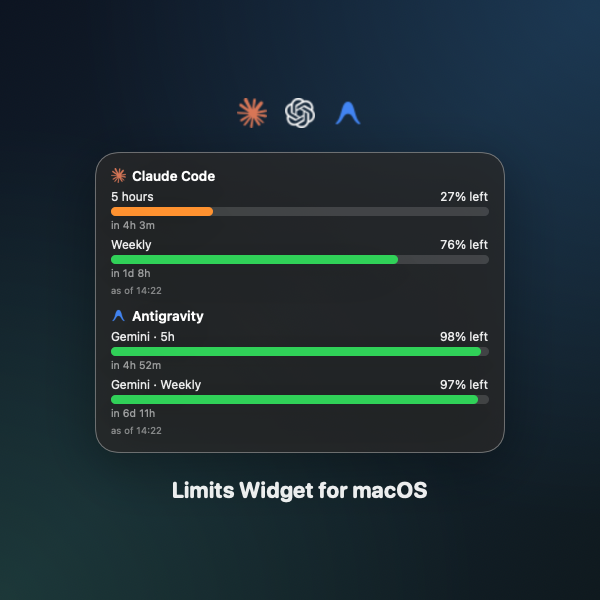 Claude Code
5 hours 27% left
in 4h 3m
Weekly 76% left
in 1d 8h
as of 14:22
Antigravity
Gemini · 5h 98% left
in 4h 52m
Gemini · Weekly 97% left
in 6d 11h
as of 14:22
Limits Widget for macOS